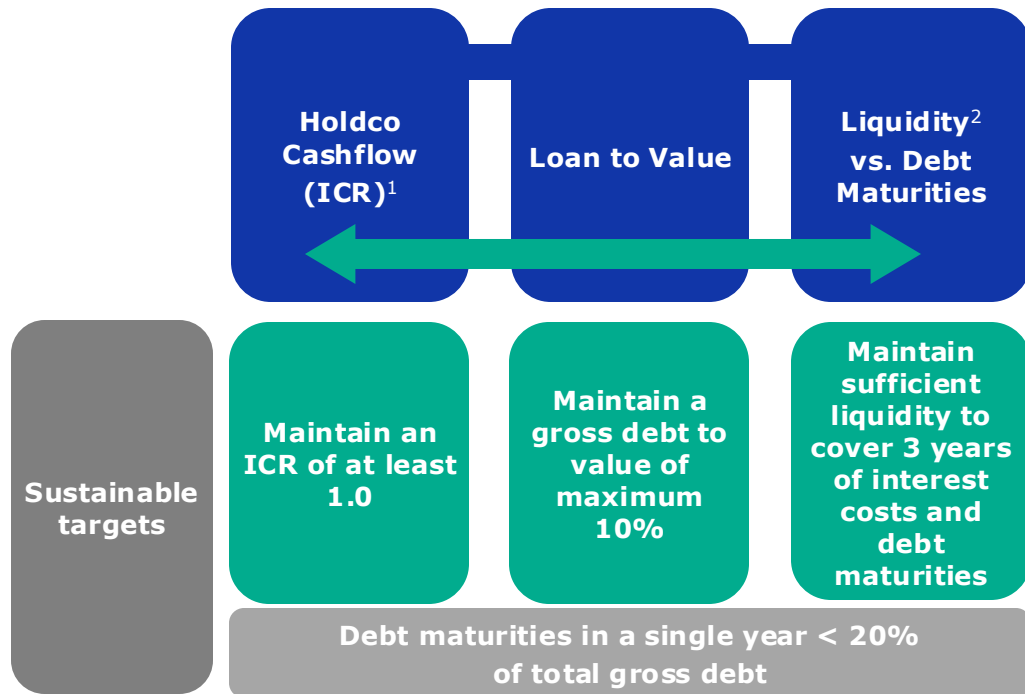 Holdco
Cashflow
(ICR)¹
Loan to Value
Liquidity²
vs. Debt
Maturities
Sustainable
targets
Maintain an
ICR of at least
1.0
Maintain a
gross debt to
value of
maximum
10%
Maintain
sufficient
liquidity to
cover 3 years
of interest
costs and
debt
maturities
Debt maturities in a single year < 20%
of total gross debt